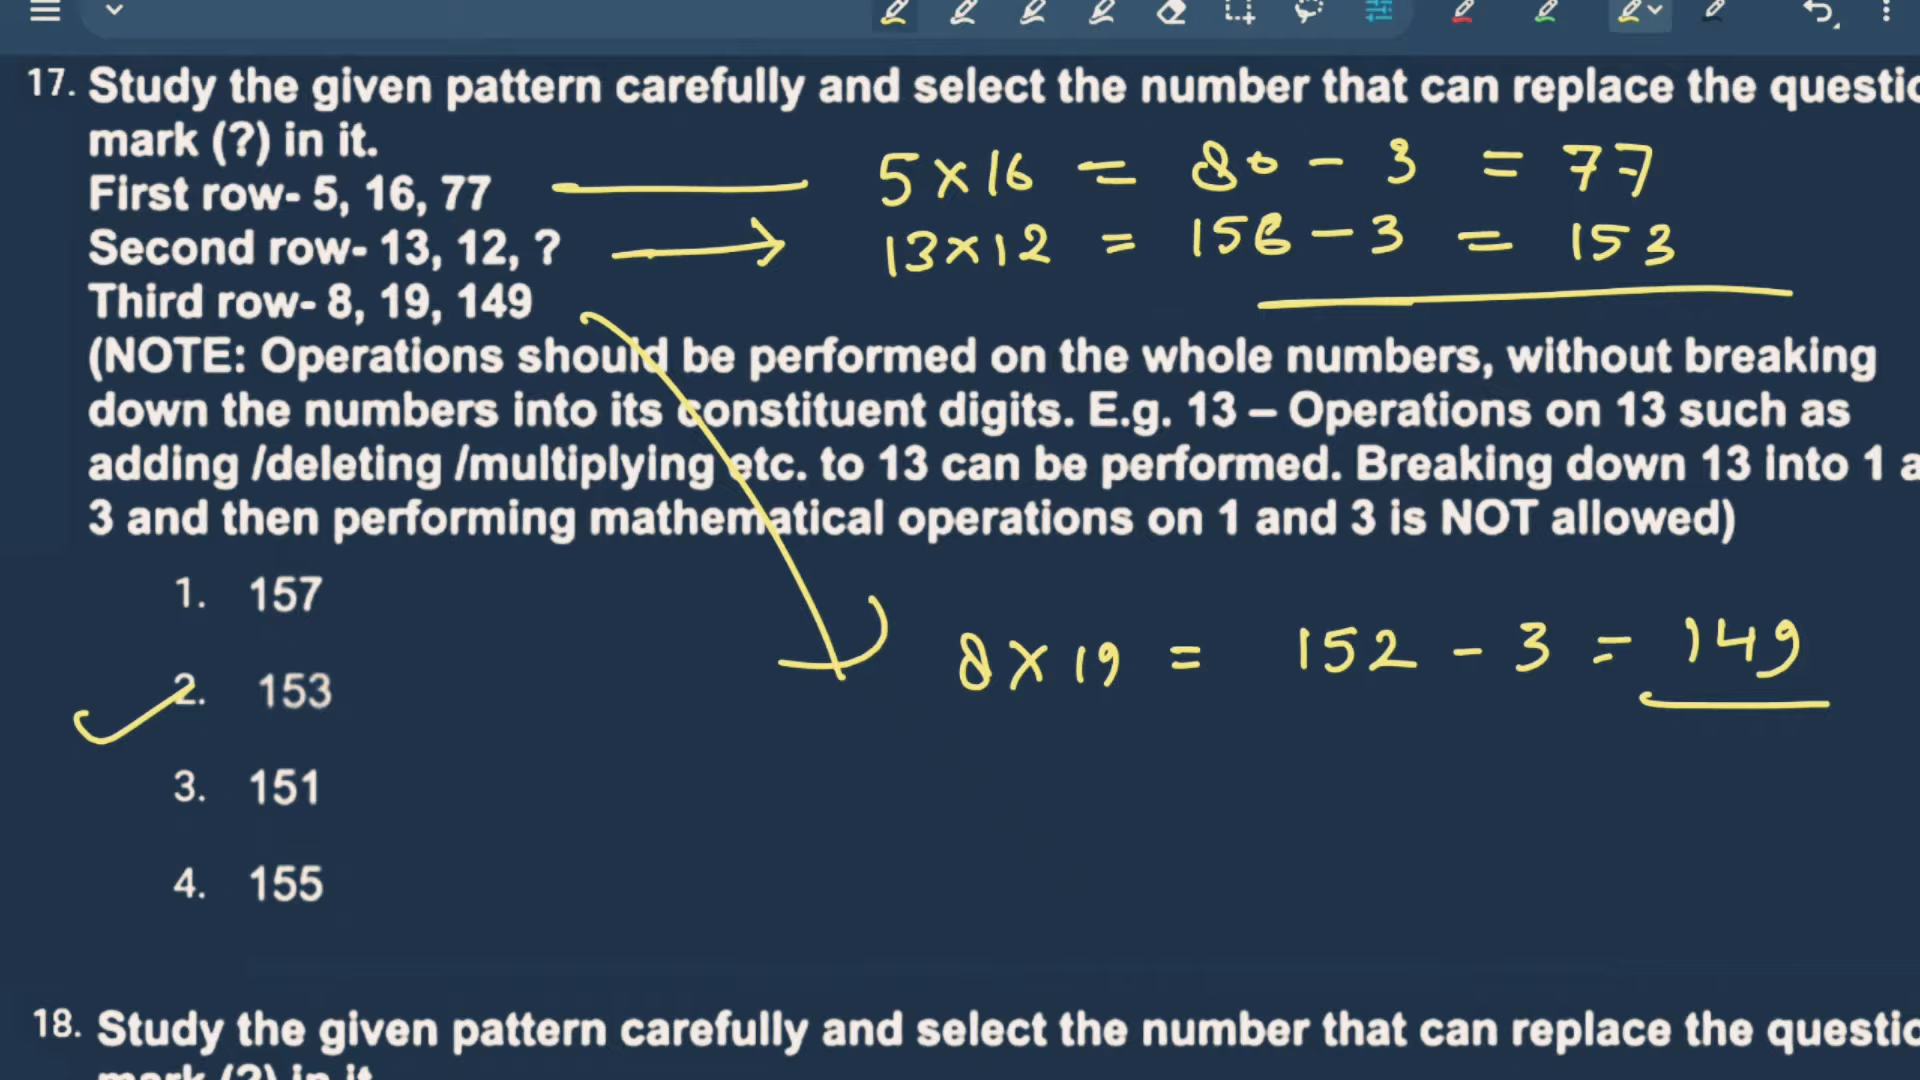 17. Study the given pattern carefully and select the number that can replace the
mark (?) in it.
First row- 5, 16, 77
5 x 16 = 80 - 3 = 77
Second row- 13, 12, ?
13 x 12 = 156 - 3 = 153
Third row- 8, 19, 149
(NOTE: Operations should be performed on the whole numbers, without breaking
down the numbers into its constituent digits. E.g. 13 – Operations on 13 such as
adding /deleting /multiplying etc. to 13 can be performed. Breaking down 13 into 1
3 and then performing mathematical operations on 1 and 3 is NOT allowed)
1. 157
8 x 19 = 152 - 3 = 149
2. 153
3. 151
4. 155
18. Study the given pattern carefully and select the number that can replace the
mark (?) in it